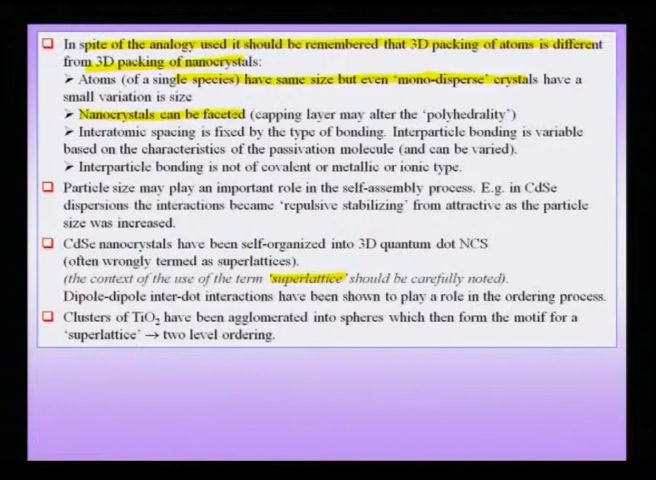 In spite of the analogy used it should be remembered that 3D packing of atoms is different
from 3D packing of nanocrystals:
➤ Atoms (of a single species) have same size but even 'mono-disperse' crystals have a
small variation is size
➤ Nanocrystals can be faceted (capping layer may alter the 'polyhedrality')
➤ Interatomic spacing is fixed by the type of bonding. Interparticle bonding is variable
based on the characteristics of the passivation molecule (and can be varied).
➤ Interparticle bonding is not of covalent or metallic or ionic type.
Particle size may play an important role in the self-assembly process. E.g. in CdSe
dispersions the interactions became 'repulsive stabilizing' from attractive as the particle
size was increased.
CdSe nanocrystals have been self-organized into 3D quantum dot NCS
(often wrongly termed as superlattices).
(the context of the use of the term 'superlattice' should be carefully noted).
Dipole-dipole inter-dot interactions have been shown to play a role in the ordering process.
Clusters of TiO₂ have been agglomerated into spheres which then form the motif for a
'superlattice' → two level ordering.